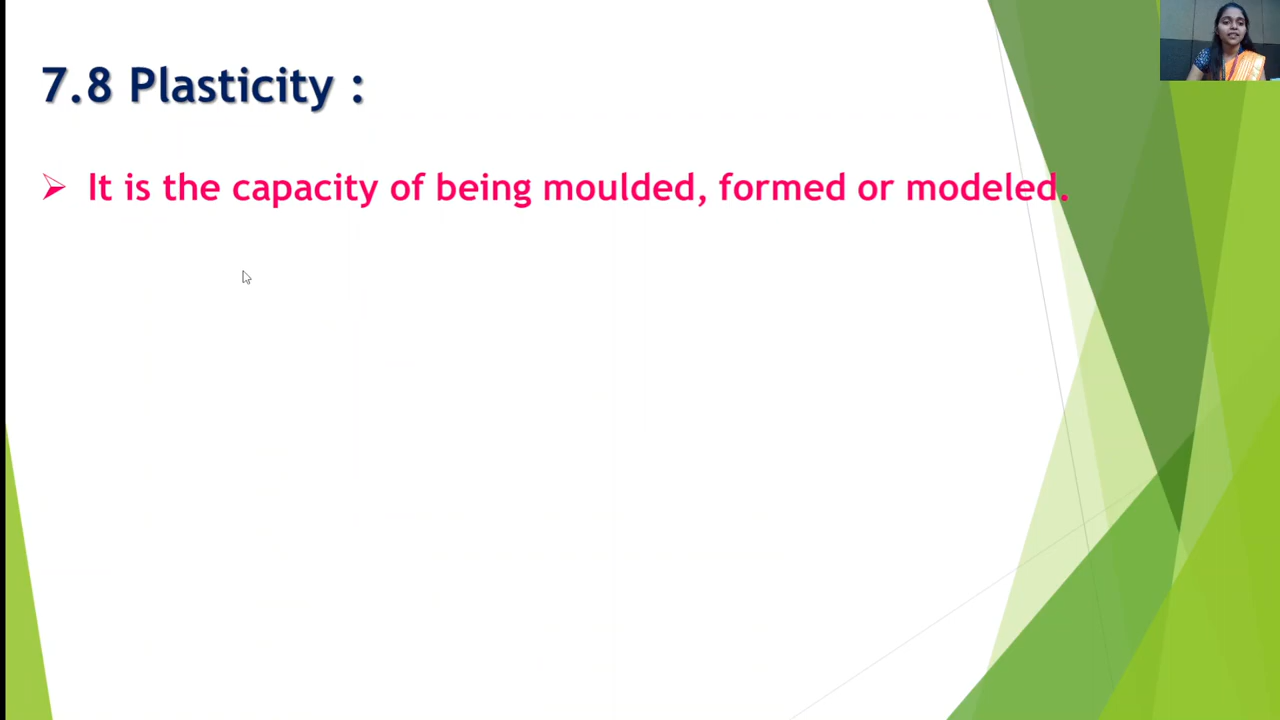 7.8 Plasticity :
It is the capacity of being moulded, formed or modeled.